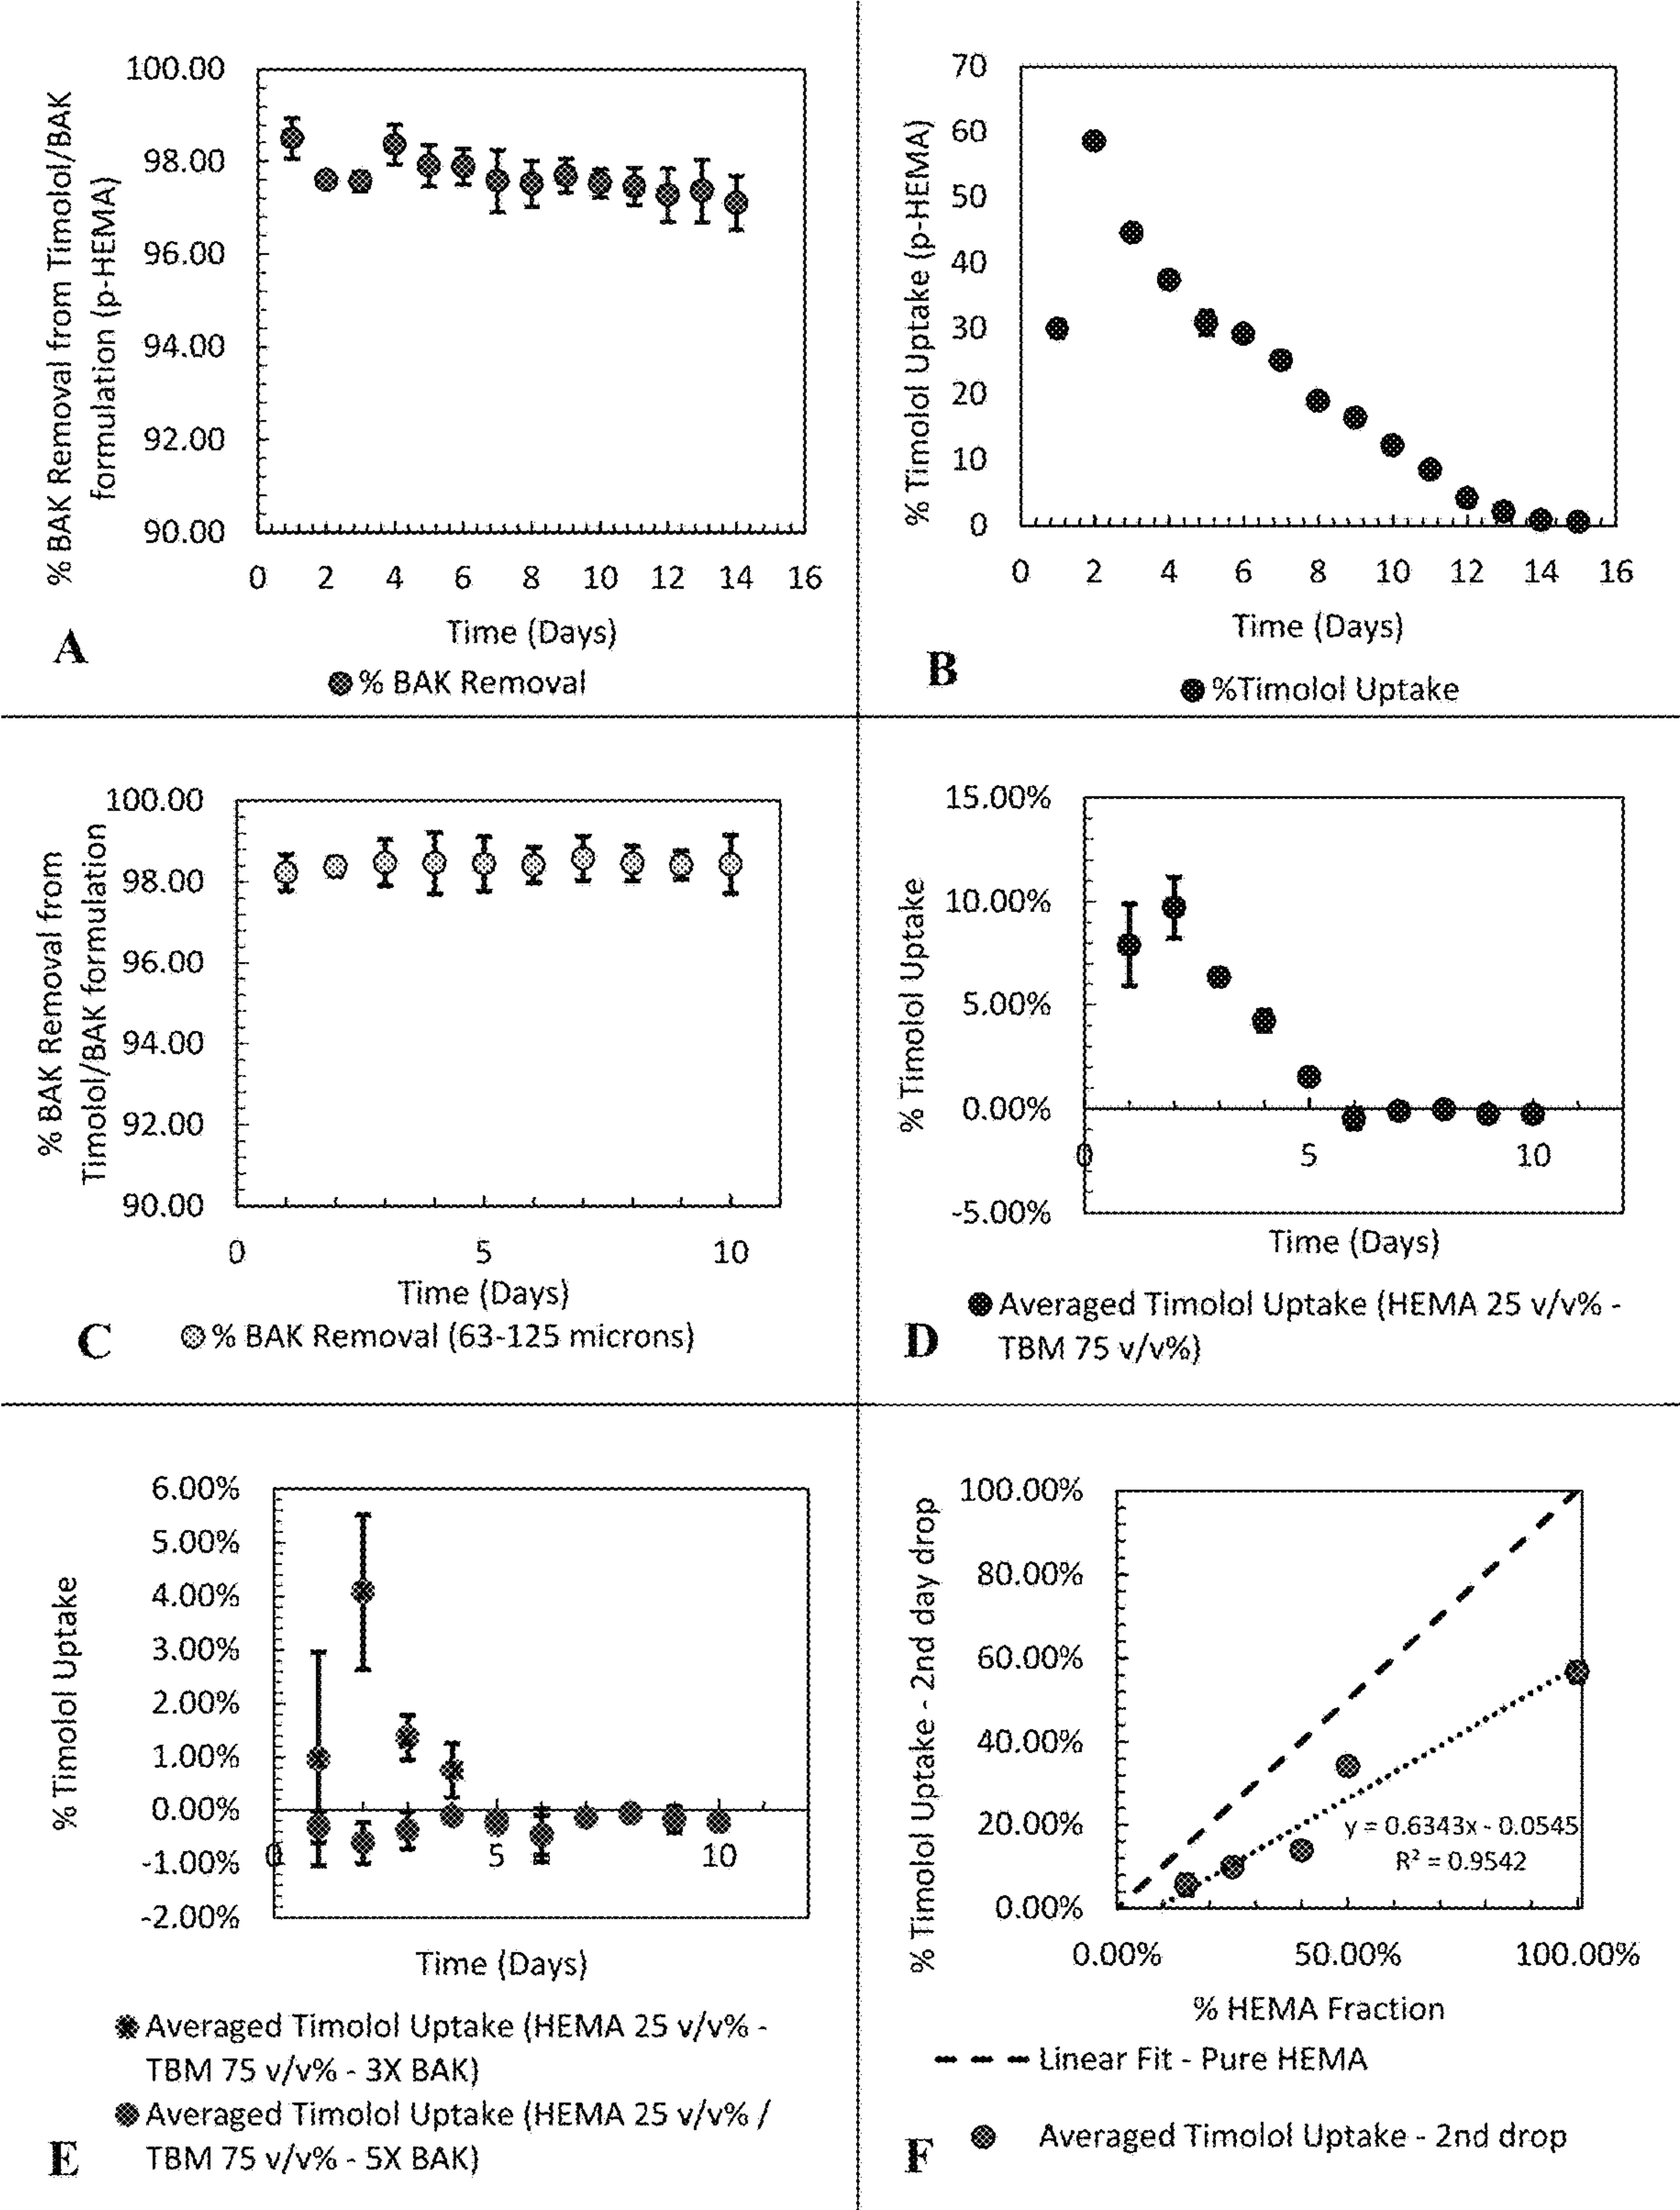 % BAK Removal from Timolol/BAK
formulation (p-HEMA)
100.00
98.00
96.00
94.00
92.00
90.00
0 2 4 6 8 10 12 14 16
Time (Days)
A
% BAK Removal
% Timolol Uptake (p-HEMA)
70
60
50
40
30
20
10
0
0 2 4 6 8 10 12 14 16
Time (Days)
B
%Timolol Uptake
% BAK Removal from
Timolol/BAK formulation
100.00
98.00
96.00
94.00
92.00
90.00
0 5 10
Time (Days)
C
% BAK Removal (63-125 microns)
% Timolol Uptake
15.00%
10.00%
5.00%
0.00%
-5.00%
0 5 10
Time (Days)
D
Averaged Timolol Uptake (HEMA 25 v/v% -
TBM 75 v/v%)
% Timolol Uptake
6.00%
5.00%
4.00%
3.00%
2.00%
1.00%
0.00%
-1.00%
-2.00%
0 5 10
Time (Days)
Averaged Timolol Uptake (HEMA 25 v/v% -
TBM 75 v/v% - 3X BAK)
Averaged Timolol Uptake (HEMA 25 v/v% /
TBM 75 v/v% - 5X BAK)
E
% Timolol Uptake - 2nd day drop
100.00%
80.00%
60.00%
40.00%
20.00%
0.00%
y = 0.6343x - 0.0545
R² = 0.9542
0.00% 50.00% 100.00%
% HEMA Fraction
Linear Fit - Pure HEMA
Averaged Timolol Uptake - 2nd drop
F